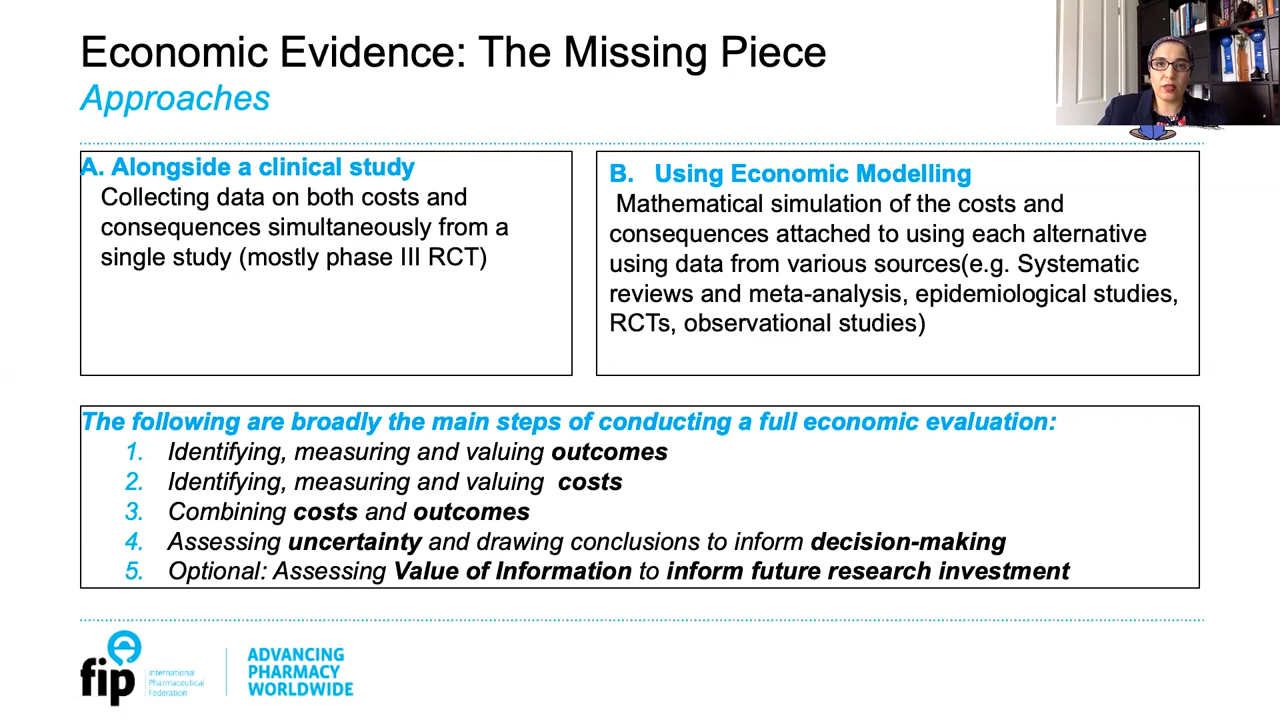 Economic Evidence: The Missing Piece
Approaches
A. Alongside a clinical study
Collecting data on both costs and
consequences simultaneously from a
single study (mostly phase III RCT)
B. Using Economic Modelling
Mathematical simulation of the costs and
consequences attached to using each alternative
using data from various sources(e.g. Systematic
reviews and meta-analysis, epidemiological studies,
RCTs, observational studies)
The following are broadly the main steps of conducting a full economic evaluation:
1. Identifying, measuring and valuing outcomes
2. Identifying, measuring and valuing costs
3. Combining costs and outcomes
4. Assessing uncertainty and drawing conclusions to inform decision-making
5. Optional: Assessing Value of Information to inform future research investment
fip
International
Pharmaceutical
Federation
ADVANCING
PHARMACY
WORLDWIDE